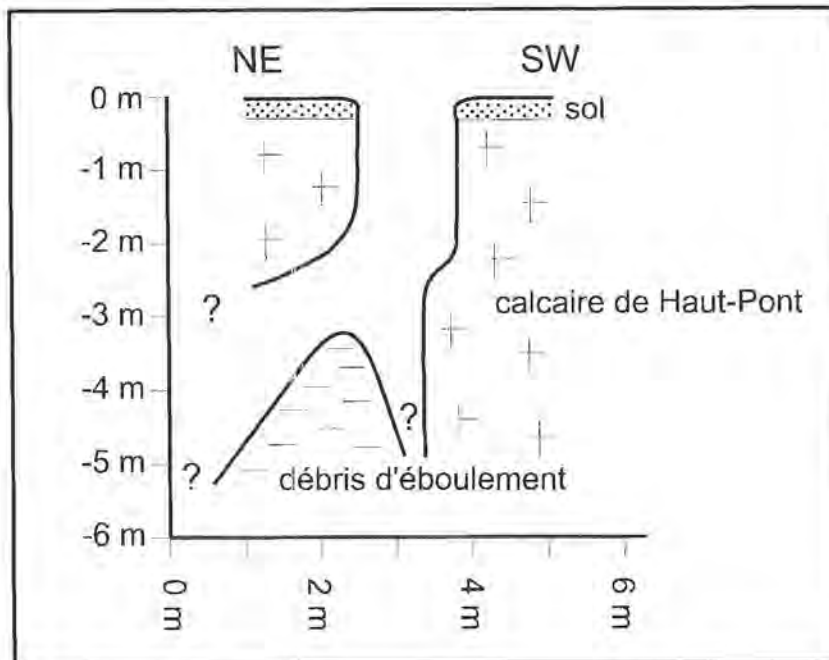 NE SW
0 m
sol
-1 m
-2 m
calcaire de Haut-Pont
?
-3 m
-4 m
?
-5 m
?
débris d'éboulement
-6 m
0 m 2 m 4 m 6 m